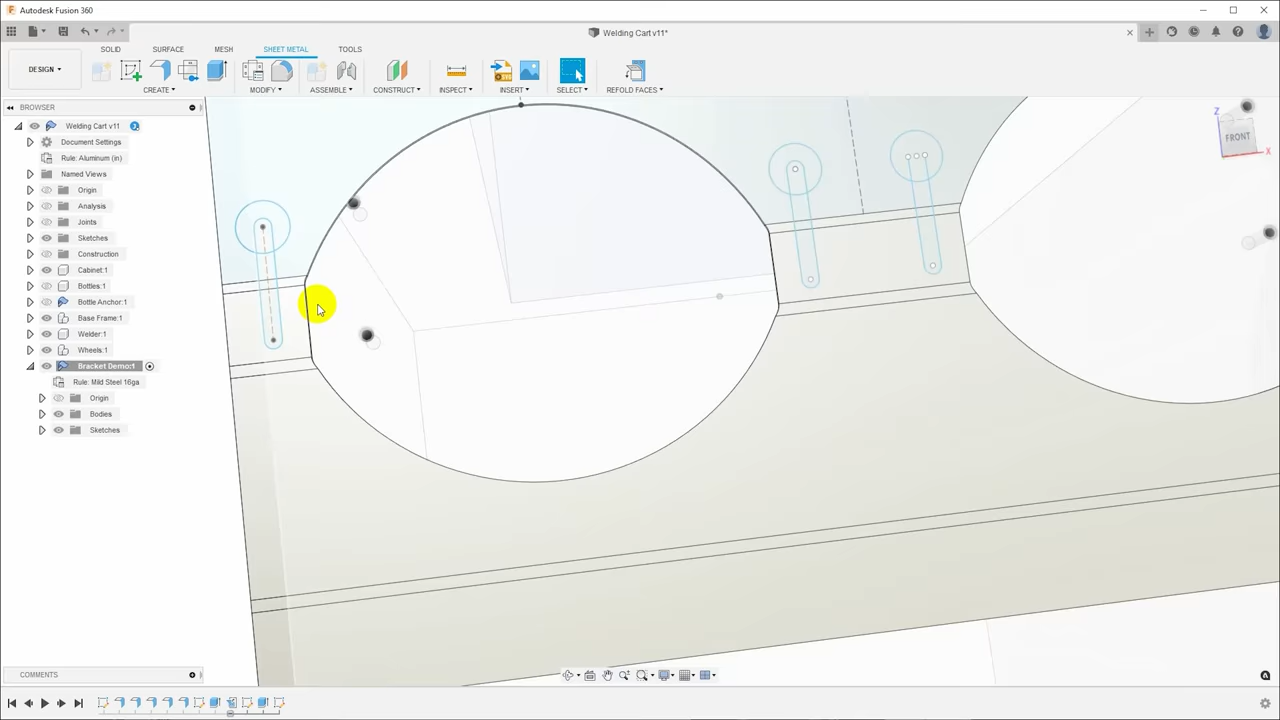 Autodesk Fusion 360
Welding Cart v11*
DESIGN
SOLID
SURFACE
MESH
SHEET METAL
TOOLS
CREATE
MODIFY
ASSEMBLE
CONSTRUCT
INSPECT
INSERT
SELECT
REFOLD FACES
BROWSER
Welding Cart v11
Document Settings
Rule: Aluminum (in)
Named Views
Origin
Analysis
Joints
Sketches
Construction
Cabinet:1
Bottles:1
Bottle Anchor:1
Base Frame:1
Welder:1
Wheels:1
Bracket Demo:1
Rule: Mild Steel 16ga
Origin
Bodies
Sketches
Z
FRONT
X
COMMENTS